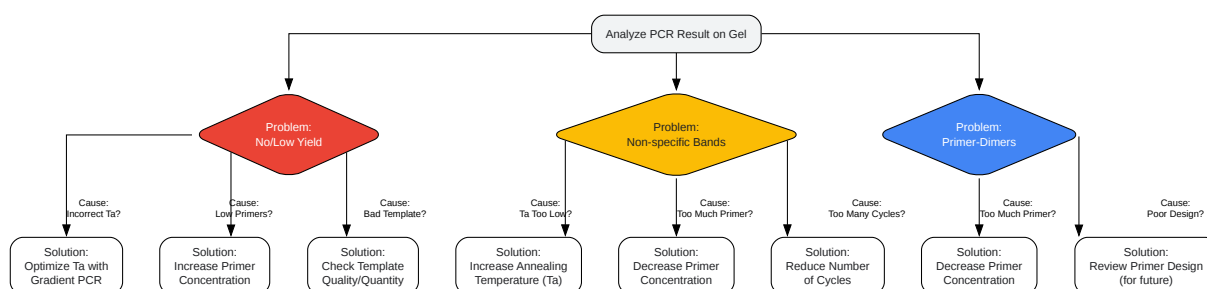 Analyze PCR Result on Gel
Problem:
No/Low Yield
Problem:
Non-specific Bands
Problem:
Primer-Dimers
Cause:
Incorrect Ta?
Cause:
Low Primers?
Cause:
Bad Template?
Cause:
Ta Too Low?
Cause:
Too Much Primer?
Cause:
Too Many Cycles?
Cause:
Too Much Primer?
Cause:
Poor Design?
Solution:
Optimize Ta with
Gradient PCR
Solution:
Increase Primer
Concentration
Solution:
Check Template
Quality/Quantity
Solution:
Increase Annealing
Temperature (Ta)
Solution:
Decrease Primer
Concentration
Solution:
Reduce Number
of Cycles
Solution:
Decrease Primer
Concentration
Solution:
Review Primer Design
(for future)